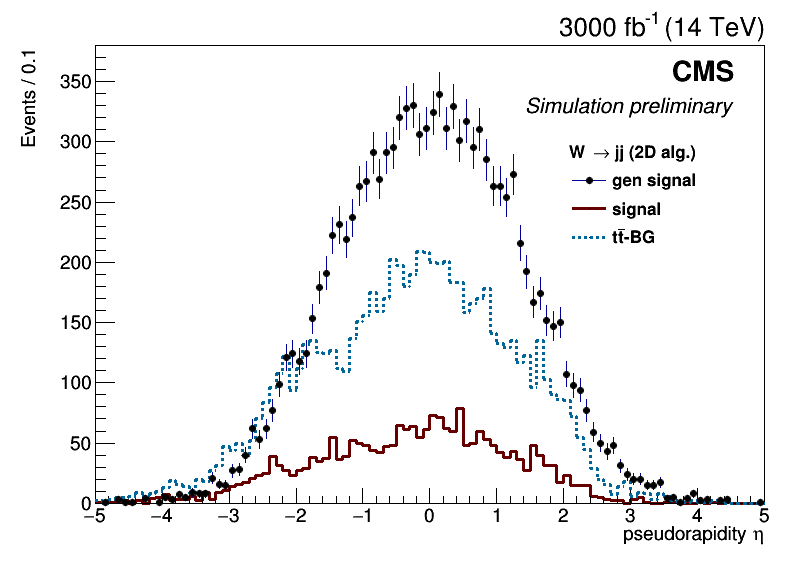 3000 fb⁻¹ (14 TeV)
CMS
Simulation preliminary
W → jj (2D alg.)
gen signal
signal
tt̄-BG
Events / 0.1
350
300
250
200
150
100
50
0
−5 −4 −3 −2 −1 0 1 2 3 4 5
pseudorapidity η